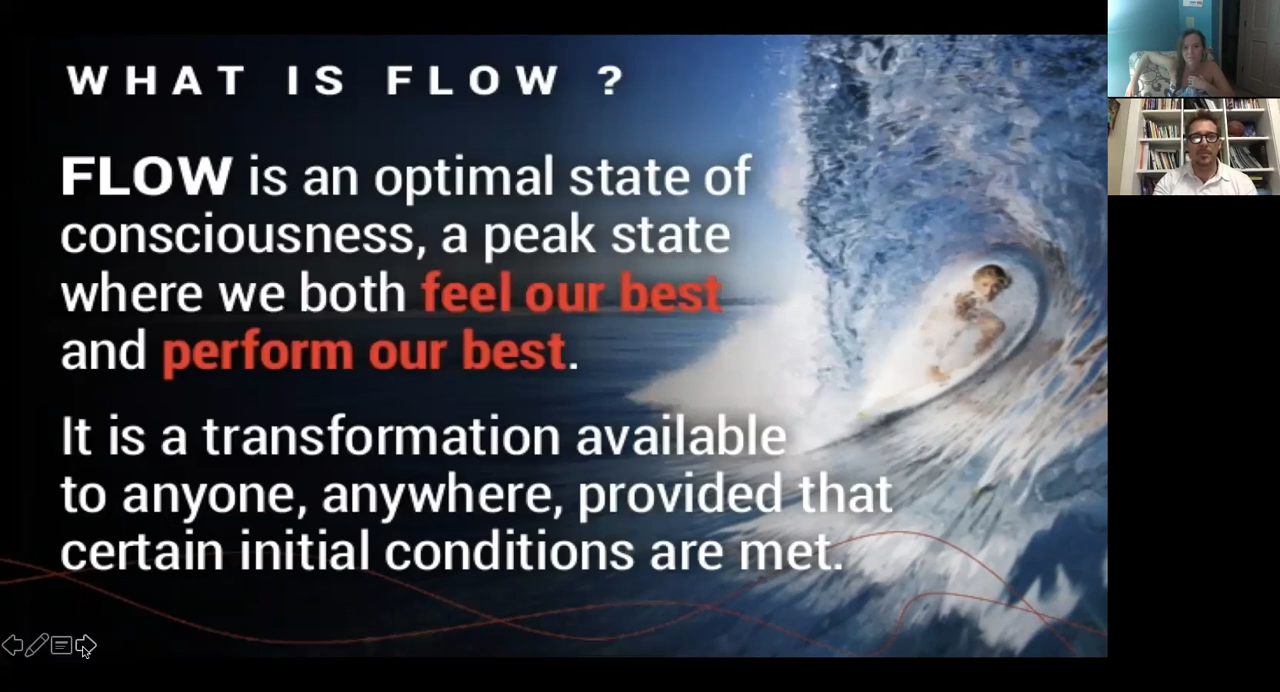 WHAT IS FLOW ?
FLOW is an optimal state of
consciousness, a peak state
where we both feel our best
and perform our best.
It is a transformation available
to anyone, anywhere, provided that
certain initial conditions are met.